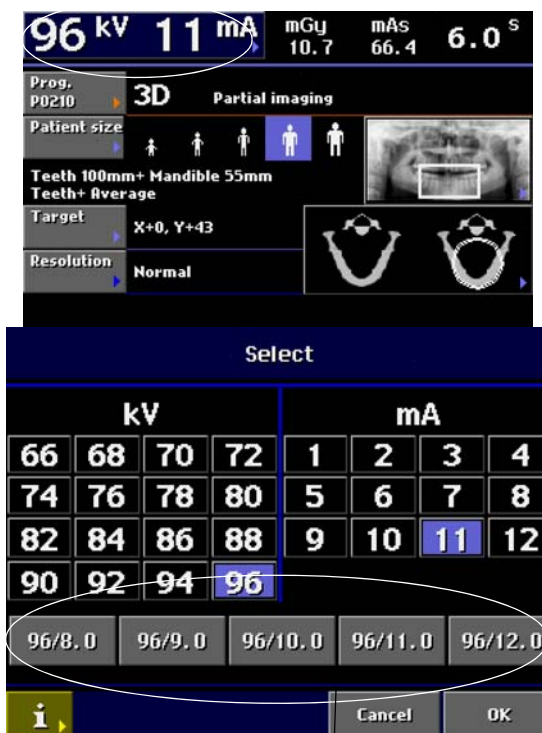 96 kV 11 mA mGy 10.7 mAs 66.4 6.0 s
Prog. P0210 3D Partial imaging
Patient size
Teeth 100mm+ Mandible 55mm
Teeth+ Average
Target X+0, Y+43
Resolution Normal
Select
kV mA
66 68 70 72 1 2 3 4
74 76 78 80 5 6 7 8
82 84 86 88 9 10 11 12
90 92 94 96
96/8.0 96/9.0 96/10.0 96/11.0 96/12.0
i Cancel OK